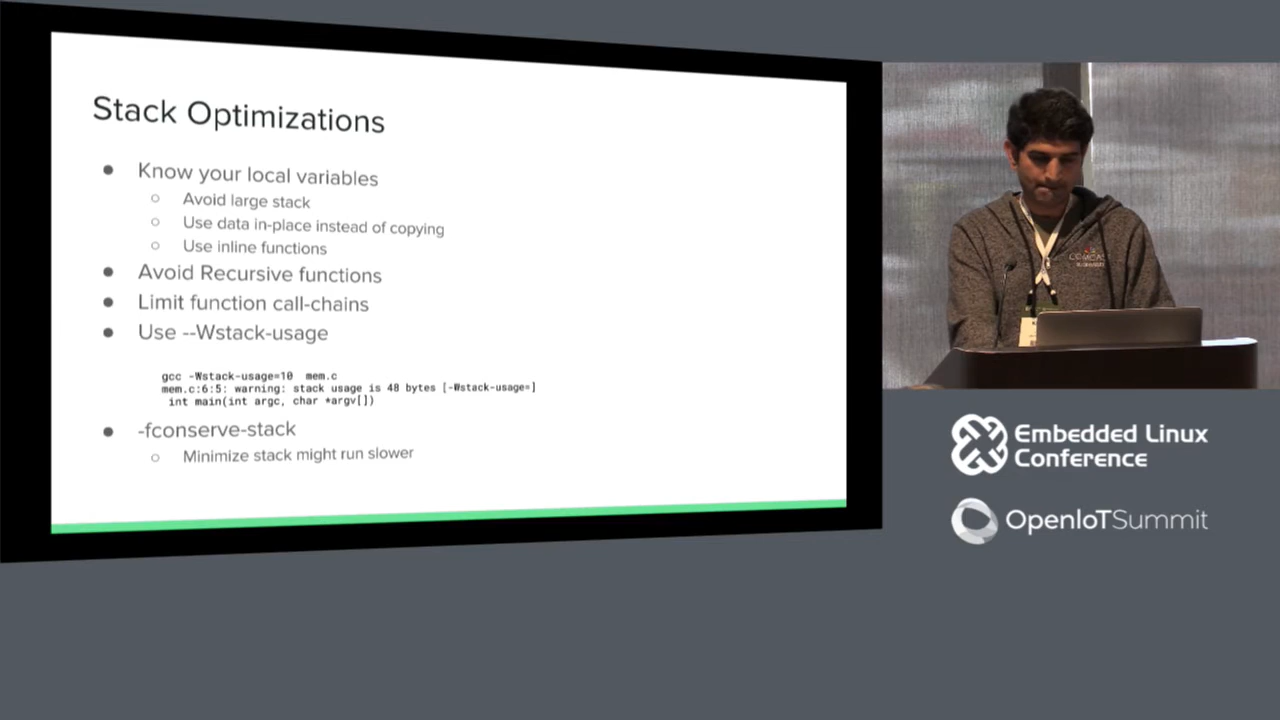 Stack Optimizations
Know your local variables
Avoid large stack
Use data in-place instead of copying
Use inline functions
Avoid Recursive functions
Limit function call-chains
Use --Wstack-usage
gcc -Wstack-usage=10 mem.c
mem.c:6:5: warning: stack usage is 48 bytes [-Wstack-usage=]
int main(int argc, char *argv[])
-fconserve-stack
Minimize stack might run slower
COMCAST
Embedded Linux
Conference
OpenIoTSummit